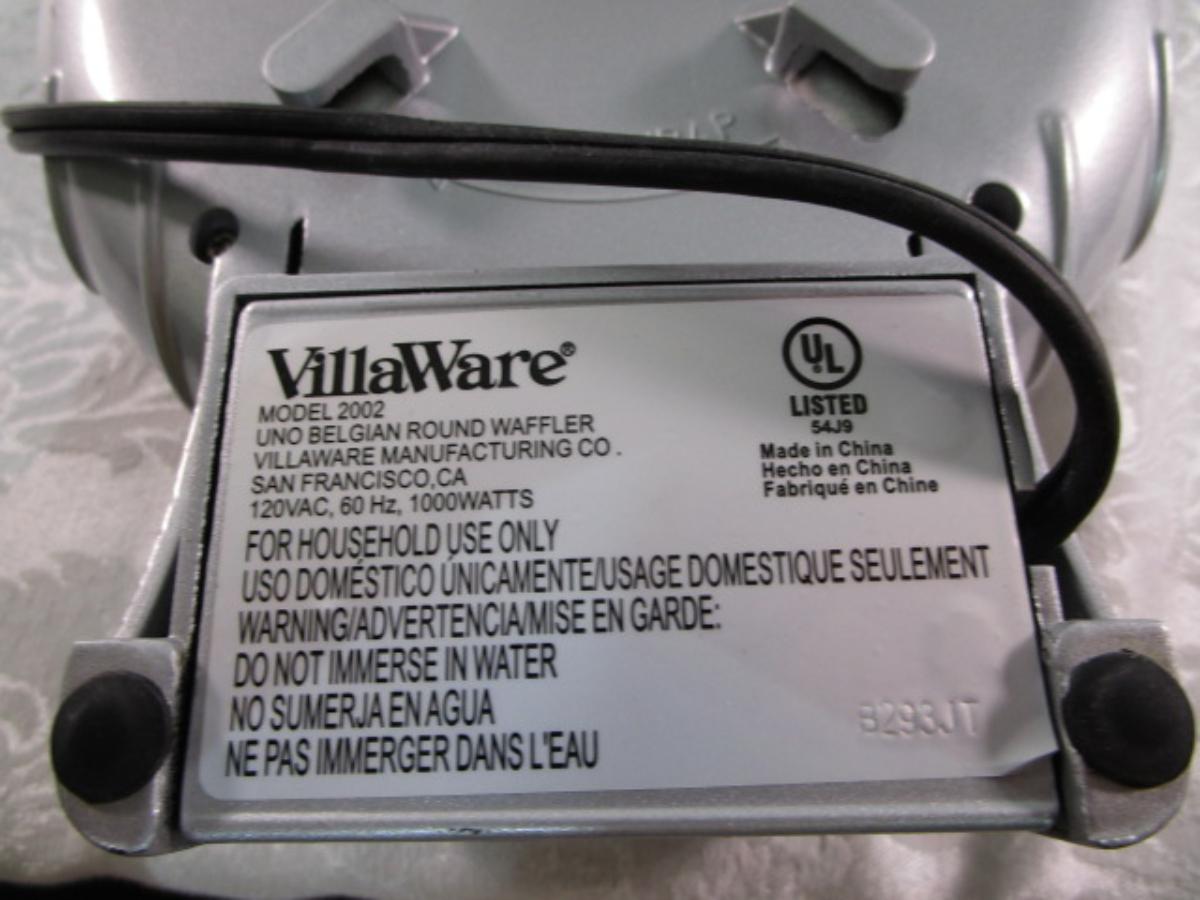 VillaWare®
MODEL 2002
UNO BELGIAN ROUND WAFFLER
VILLAWARE MANUFACTURING CO .
SAN FRANCISCO,CA
120VAC, 60 Hz, 1000WATTS
UL
LISTED
54J9
Made in China
Hecho en China
Fabriqué en Chine
FOR HOUSEHOLD USE ONLY
USO DOMÉSTICO ÚNICAMENTE/USAGE DOMESTIQUE SEULEMENT
WARNING/ADVERTENCIA/MISE EN GARDE:
DO NOT IMMERSE IN WATER
NO SUMERJA EN AGUA
NE PAS IMMERGER DANS L'EAU
B293JT